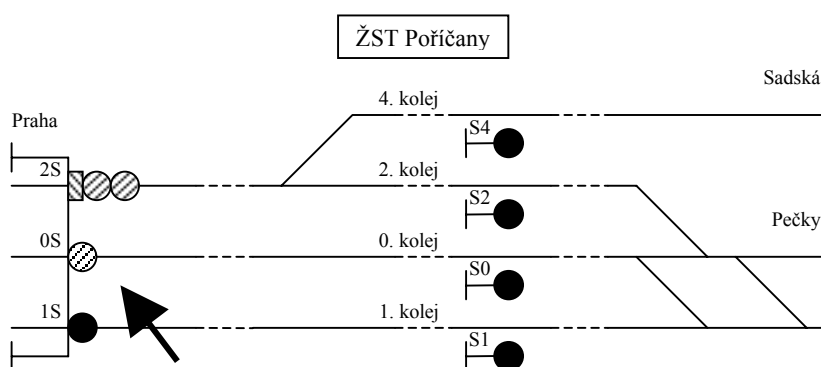 ŽST Poříčany
Sadská
4. kolej
Praha
S4
2S
2. kolej
S2
Pečky
0S
0. kolej
S0
1S
1. kolej
S1